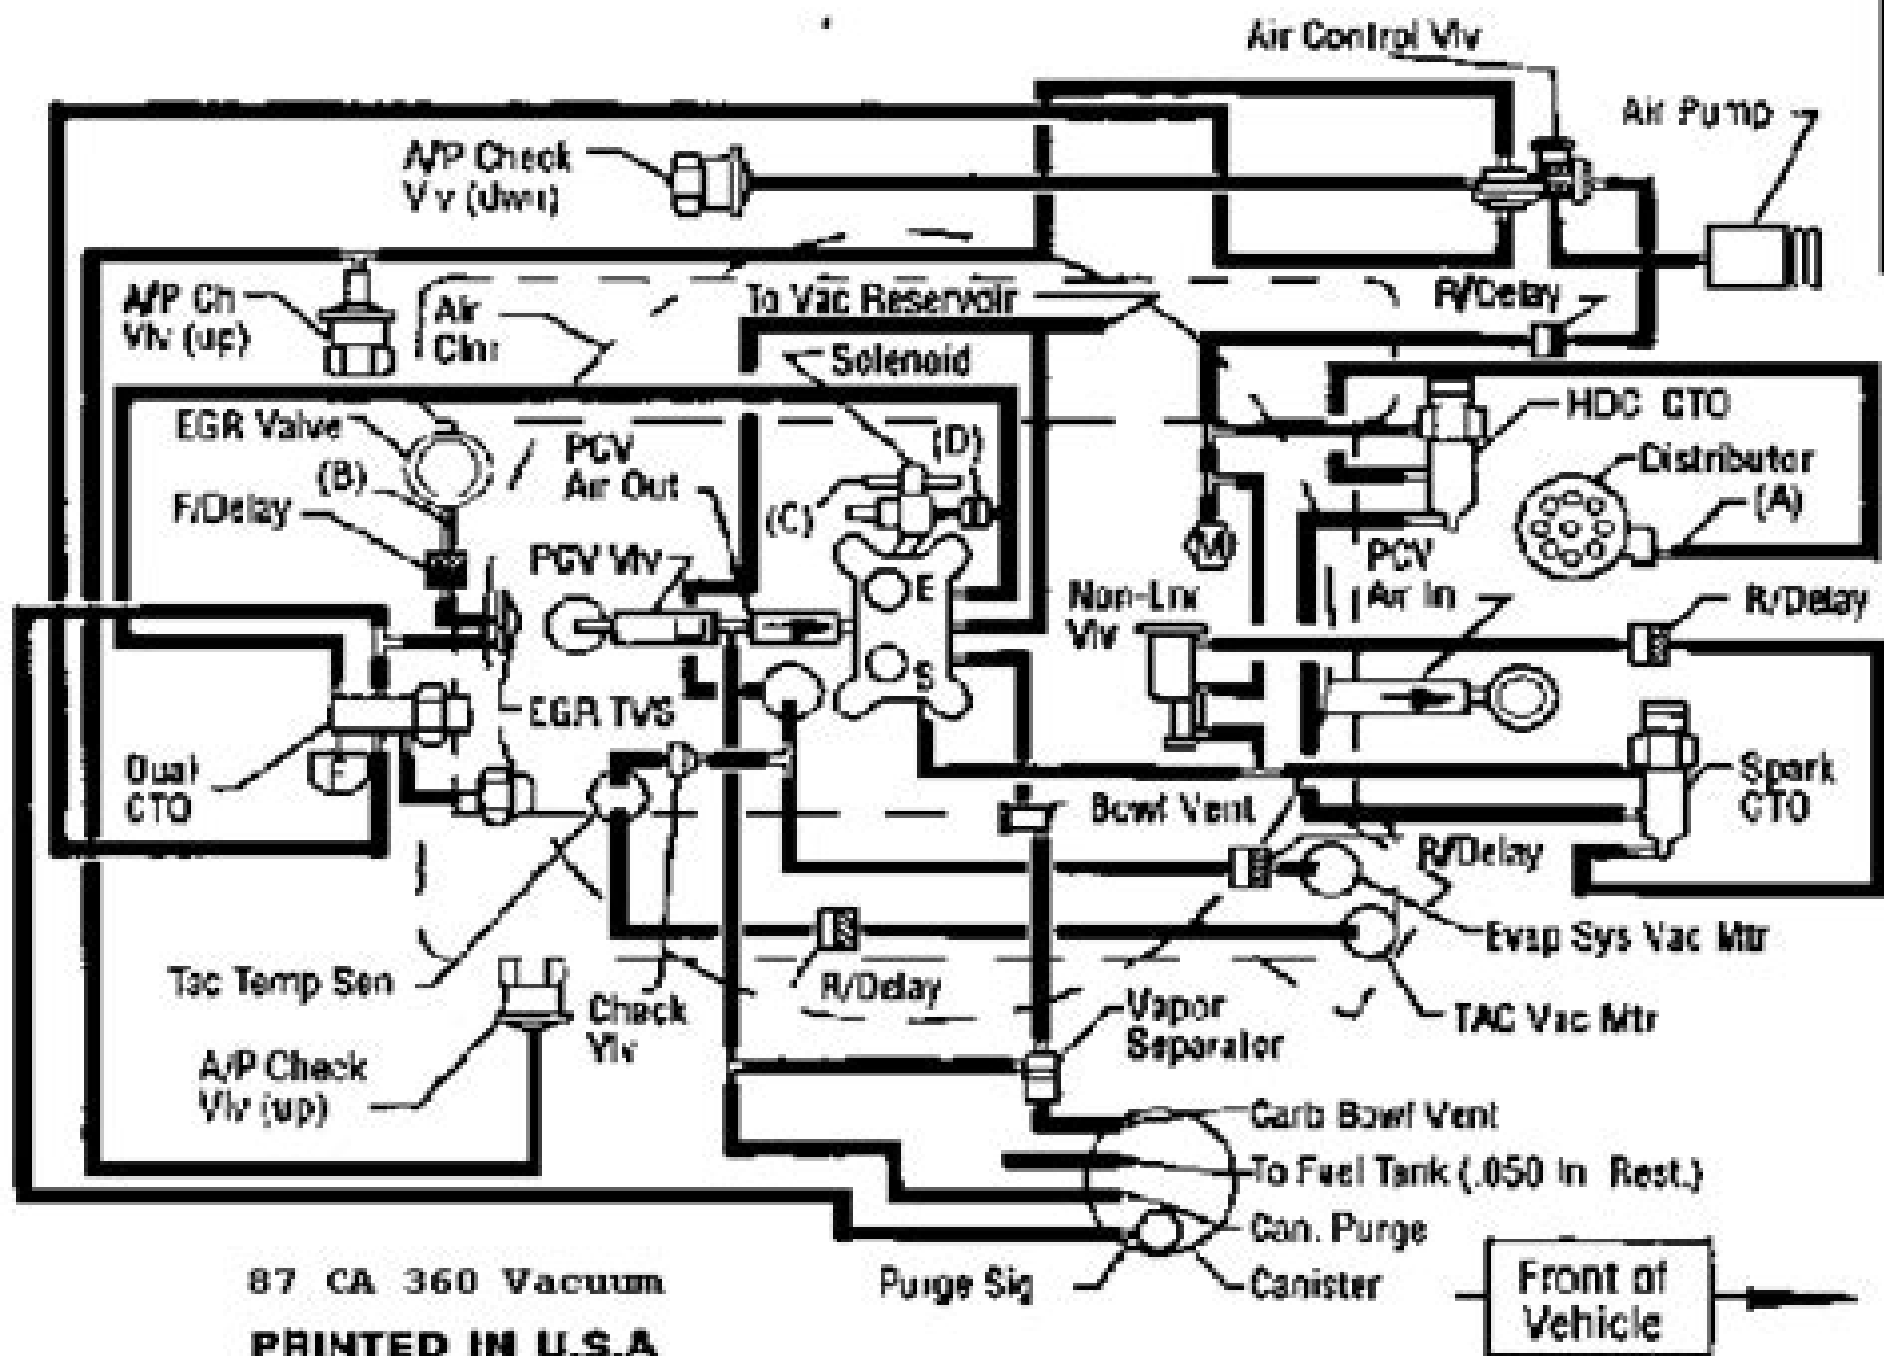 Air Control Vlv
Air Pump
A/P Check
Vlv (dwn)
A/P Ch
Vlv (up)
Air
Clnr
To Vac Reservoir
R/Delay
Solenoid
HDC CTO
EGR Valve
(B)
PCV
Air Out
(D)
Distributor
(A)
F/Delay
(C)
PCV Vlv
M
PCV
Air In
E
Non-Lnr
Vlv
R/Delay
S
EGR TVS
Dual
CTO
Bowl Vent
Spark
CTO
R/Delay
Evap Sys Vac Mtr
Tac Temp Sen
R/Delay
Check
Vlv
Vapor
Separator
TAC Vac Mtr
A/P Check
Vlv (up)
Carb Bowl Vent
To Fuel Tank (.050 In Rest.)
Can. Purge
Purge Sig
Canister
87 CA 360 Vacuum
PRINTED IN U.S.A
Front of
Vehicle